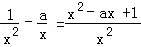 1/x² − a/x = (x² − ax + 1)/x²